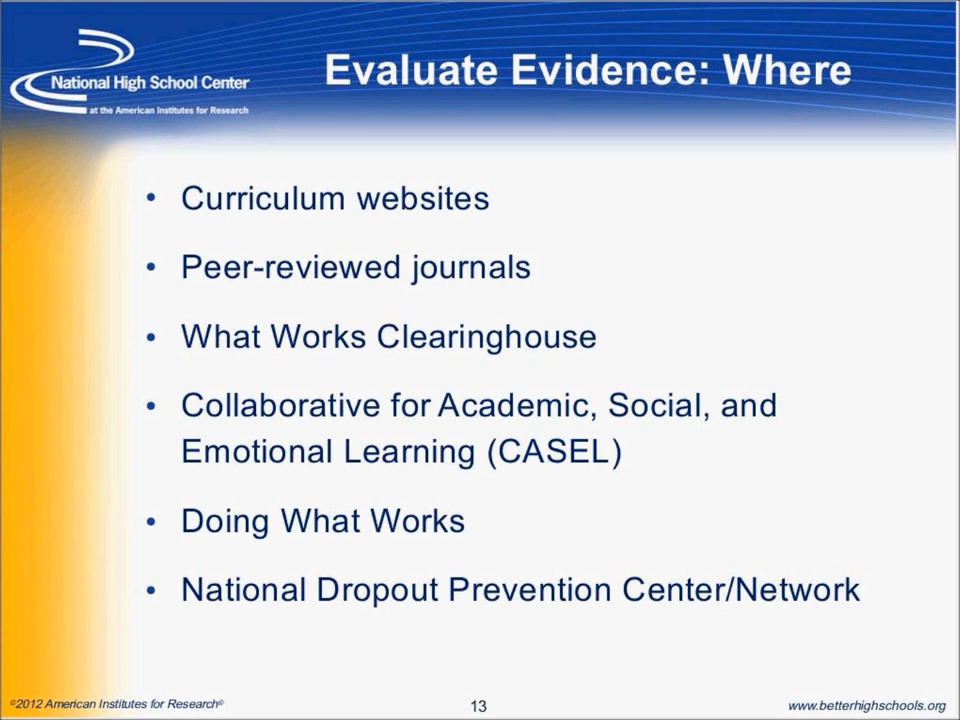 National High School Center
at the American Institutes for Research
Evaluate Evidence: Where
• Curriculum websites
• Peer-reviewed journals
• What Works Clearinghouse
• Collaborative for Academic, Social, and
Emotional Learning (CASEL)
• Doing What Works
• National Dropout Prevention Center/Network
©2012 American Institutes for Research®
13
www.betterhighschools.org